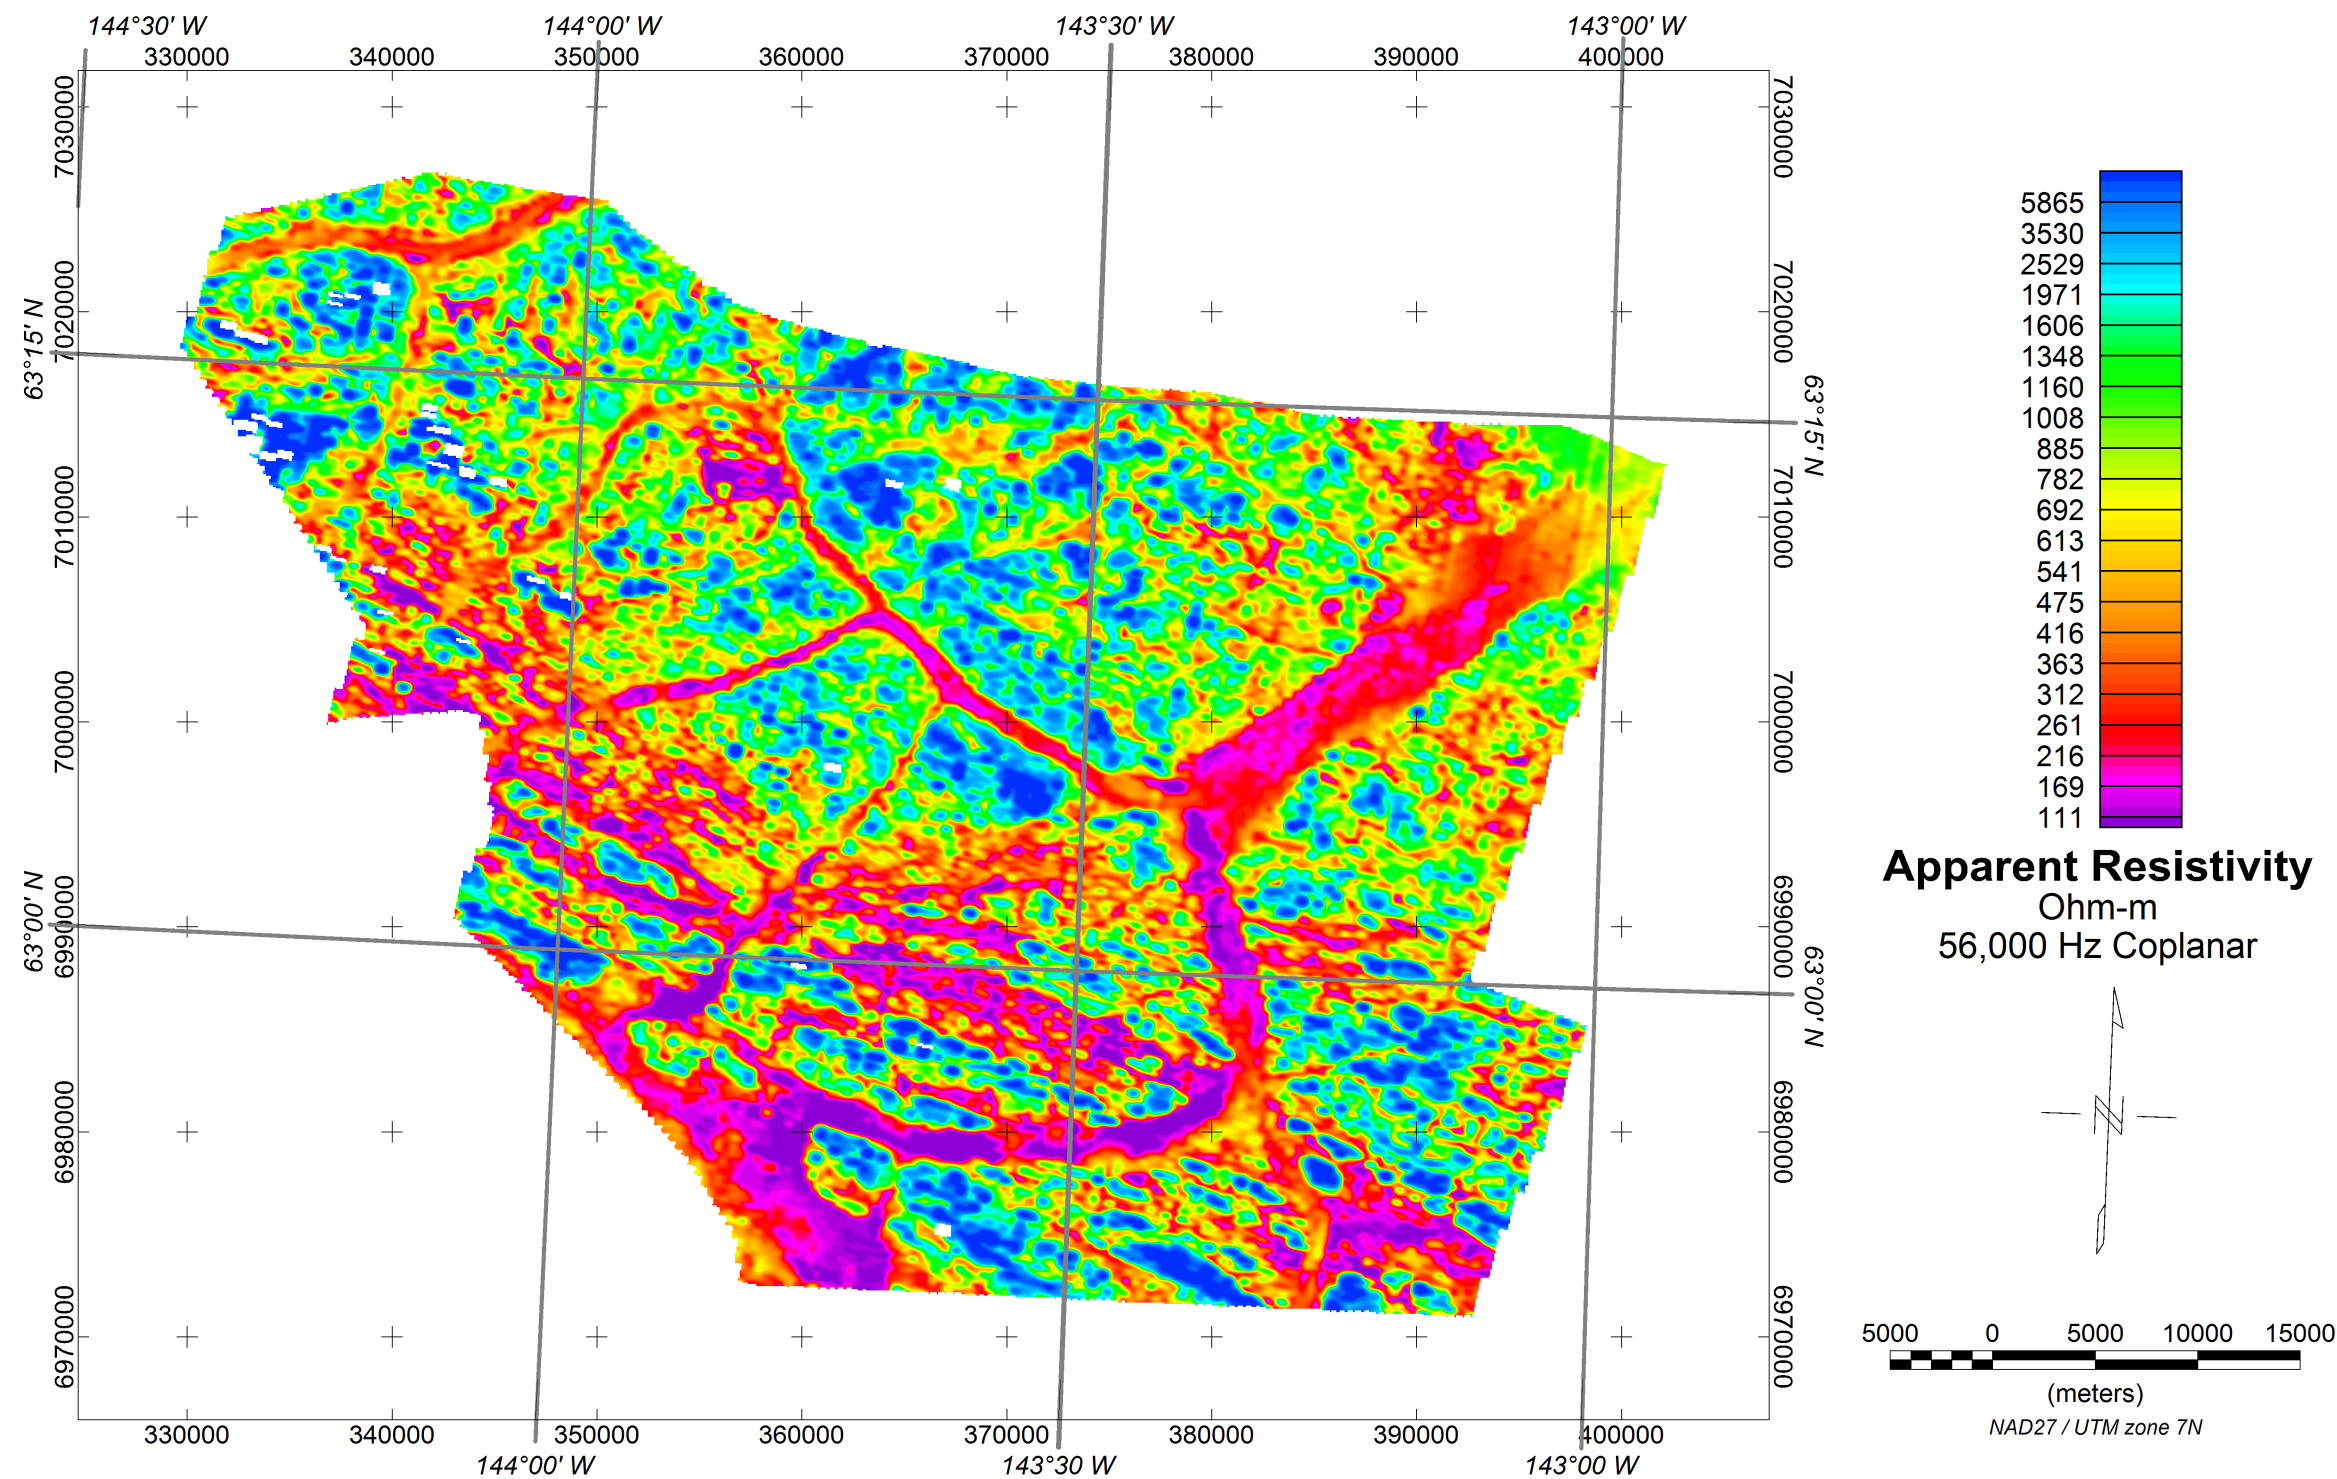 144°30' W 144°00' W 143°30' W 143°00' W
330000 340000 350000 360000 370000 380000 390000 400000
7030000 7030000
7020000 7020000
63°15' N 63°15' N
7010000 7010000
7000000 7000000
6990000 6990000
63°00' N 63°00' N
6980000 6980000
6970000 6970000
330000 340000 350000 360000 370000 380000 390000 400000
144°00' W 143°30' W 143°00' W
5865
3530
2529
1971
1606
1348
1160
1008
885
782
692
613
541
475
416
363
312
261
216
169
111
Apparent Resistivity
Ohm-m
56,000 Hz Coplanar
N
5000 0 5000 10000 15000
(meters)
NAD27 / UTM zone 7N